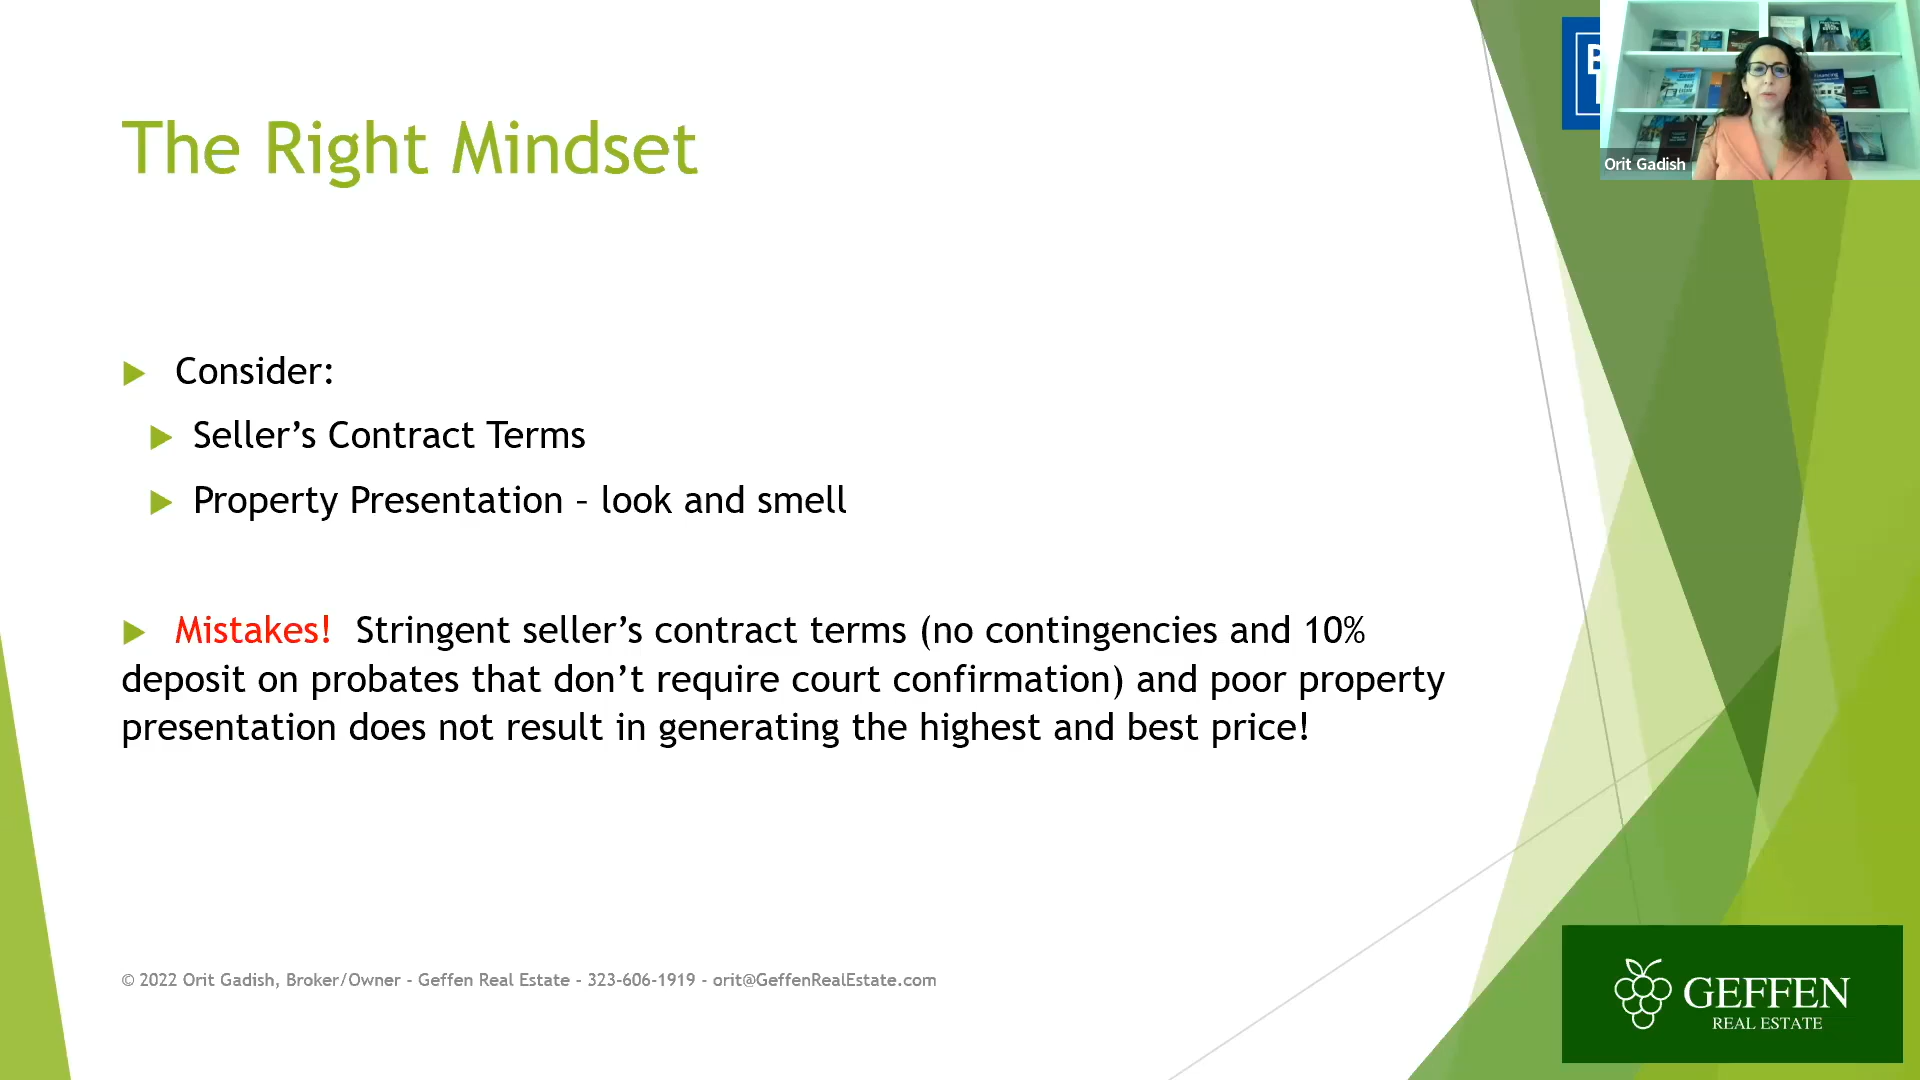 The Right Mindset
Orit Gadish
Consider:
Seller’s Contract Terms
Property Presentation – look and smell
Mistakes! Stringent seller’s contract terms (no contingencies and 10%
deposit on probates that don’t require court confirmation) and poor property
presentation does not result in generating the highest and best price!
© 2022 Orit Gadish, Broker/Owner - Geffen Real Estate - 323-606-1919 - orit@GeffenRealEstate.com
GEFFEN
REAL ESTATE